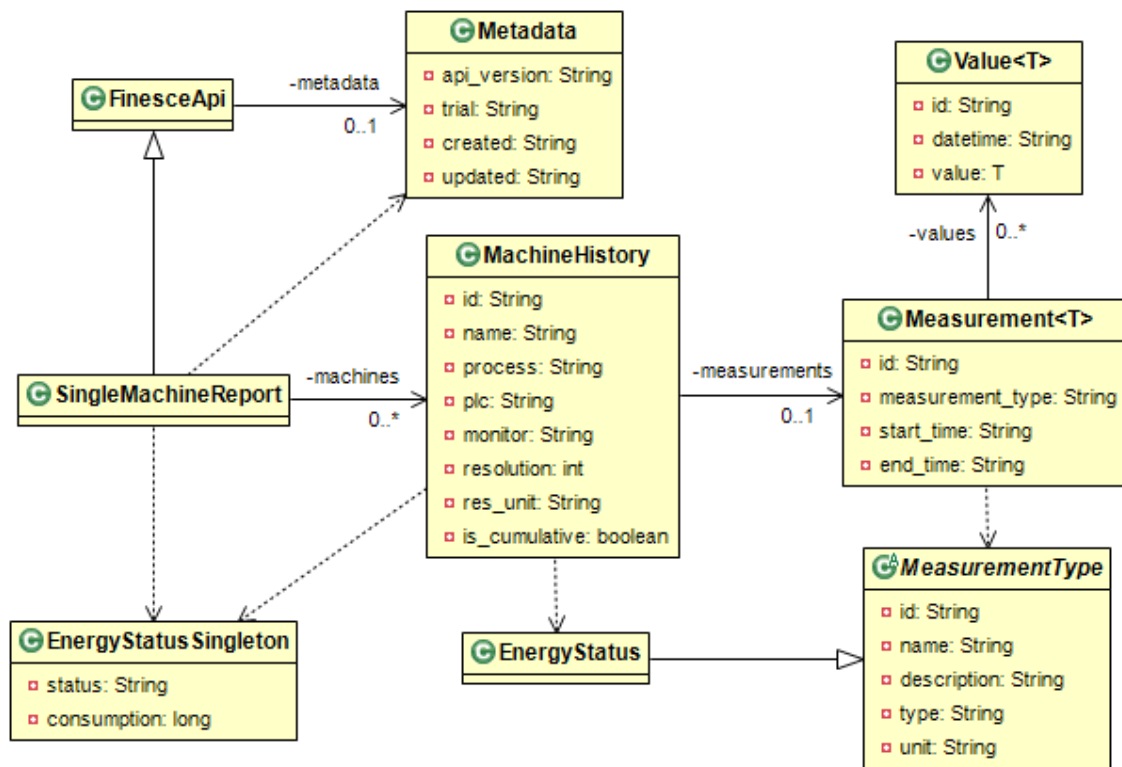 Metadata
api_version: String
trial: String
created: String
updated: String
FinesceApi
-metadata
0..1
Value<T>
id: String
datetime: String
value: T
-values
0..*
MachineHistory
id: String
name: String
process: String
plc: String
monitor: String
resolution: int
res_unit: String
is_cumulative: boolean
SingleMachineReport
-machines
0..*
-measurements
0..1
Measurement<T>
id: String
measurement_type: String
start_time: String
end_time: String
EnergyStatusSingleton
status: String
consumption: long
EnergyStatus
MeasurementType
id: String
name: String
description: String
type: String
unit: String